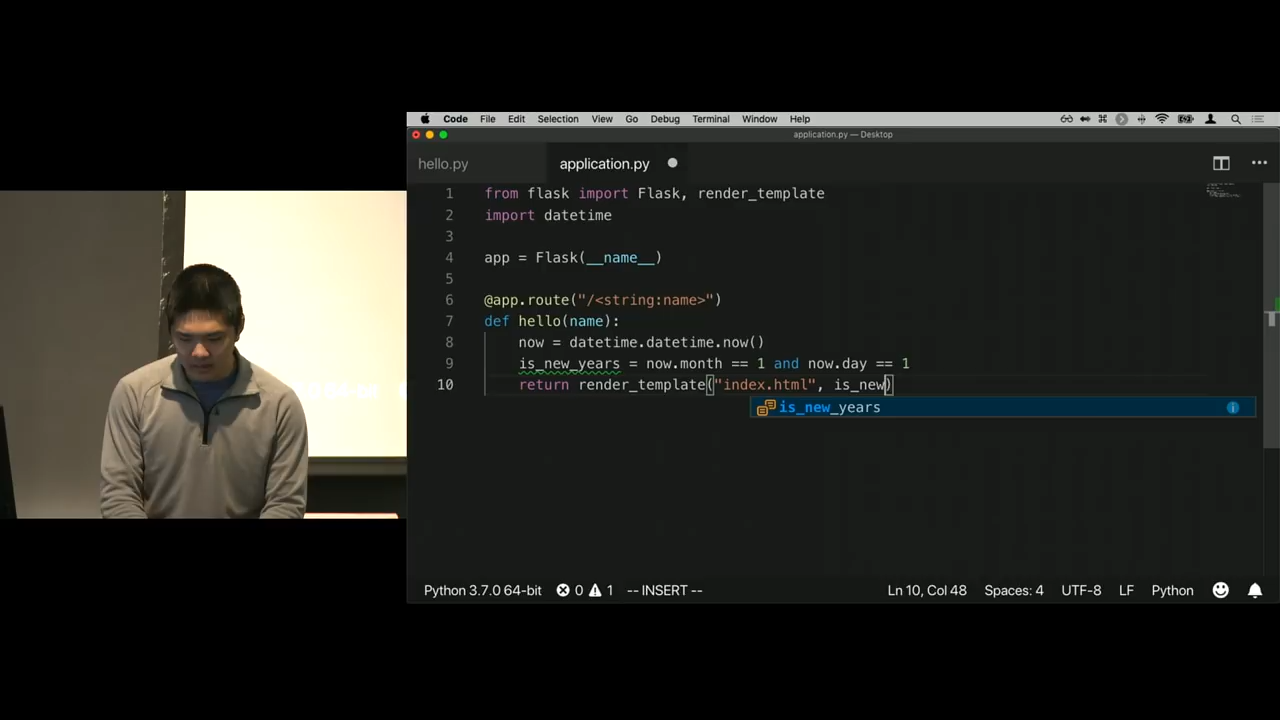 Code File Edit Selection View Go Debug Terminal Window Help
application.py — Desktop
hello.py application.py
1 from flask import Flask, render_template
2 import datetime
3
4 app = Flask(__name__)
5
6 @app.route("/<string:name>")
7 def hello(name):
8 now = datetime.datetime.now()
9 is_new_years = now.month == 1 and now.day == 1
10 return render_template("index.html", is_new)
is_new_years
Python 3.7.0 64-bit 0 1 -- INSERT -- Ln 10, Col 48 Spaces: 4 UTF-8 LF Python